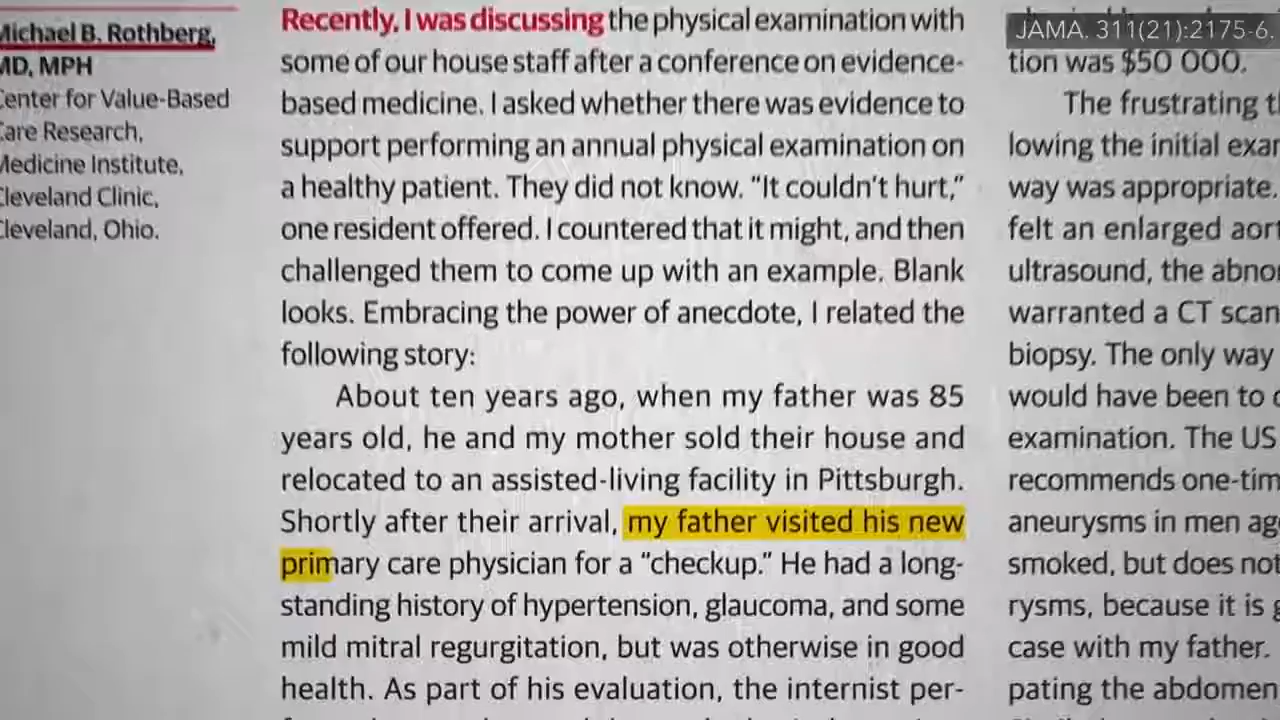 Michael B. Rothberg,
MD, MPH
Center for Value-Based
Care Research,
Medicine Institute,
Cleveland Clinic,
Cleveland, Ohio.
Recently, I was discussing the physical examination with
some of our house staff after a conference on evidence-
based medicine. I asked whether there was evidence to
support performing an annual physical examination on
a healthy patient. They did not know. “It couldn’t hurt,”
one resident offered. I countered that it might, and then
challenged them to come up with an example. Blank
looks. Embracing the power of anecdote, I related the
following story:
About ten years ago, when my father was 85
years old, he and my mother sold their house and
relocated to an assisted-living facility in Pittsburgh.
Shortly after their arrival, my father visited his new
primary care physician for a “checkup.” He had a long-
standing history of hypertension, glaucoma, and some
mild mitral regurgitation, but was otherwise in good
health. As part of his evaluation, the internist per-
JAMA. 311(21):2175-6.
tion was $50 000.
The frustrating
lowing the initial
way was appropriate.
felt an enlarged
ultrasound, the
warranted a CT scan
biopsy. The only way
would have been to
examination. The US
recommends
aneurysms in men
smoked, but does not
rysms, because it is
case with my father.
pating the